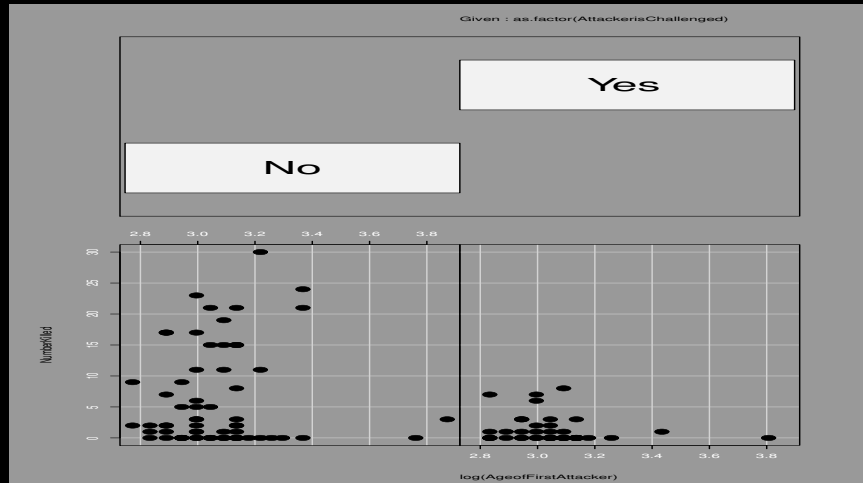 Given : as.factor(AttackerisChallenged)
Yes
No
2.8 3.0 3.2 3.4 3.6 3.8
30
25
20
15
10
5
0
NumberKilled
2.8 3.0 3.2 3.4 3.6 3.8
log(AgeofFirstAttacker)